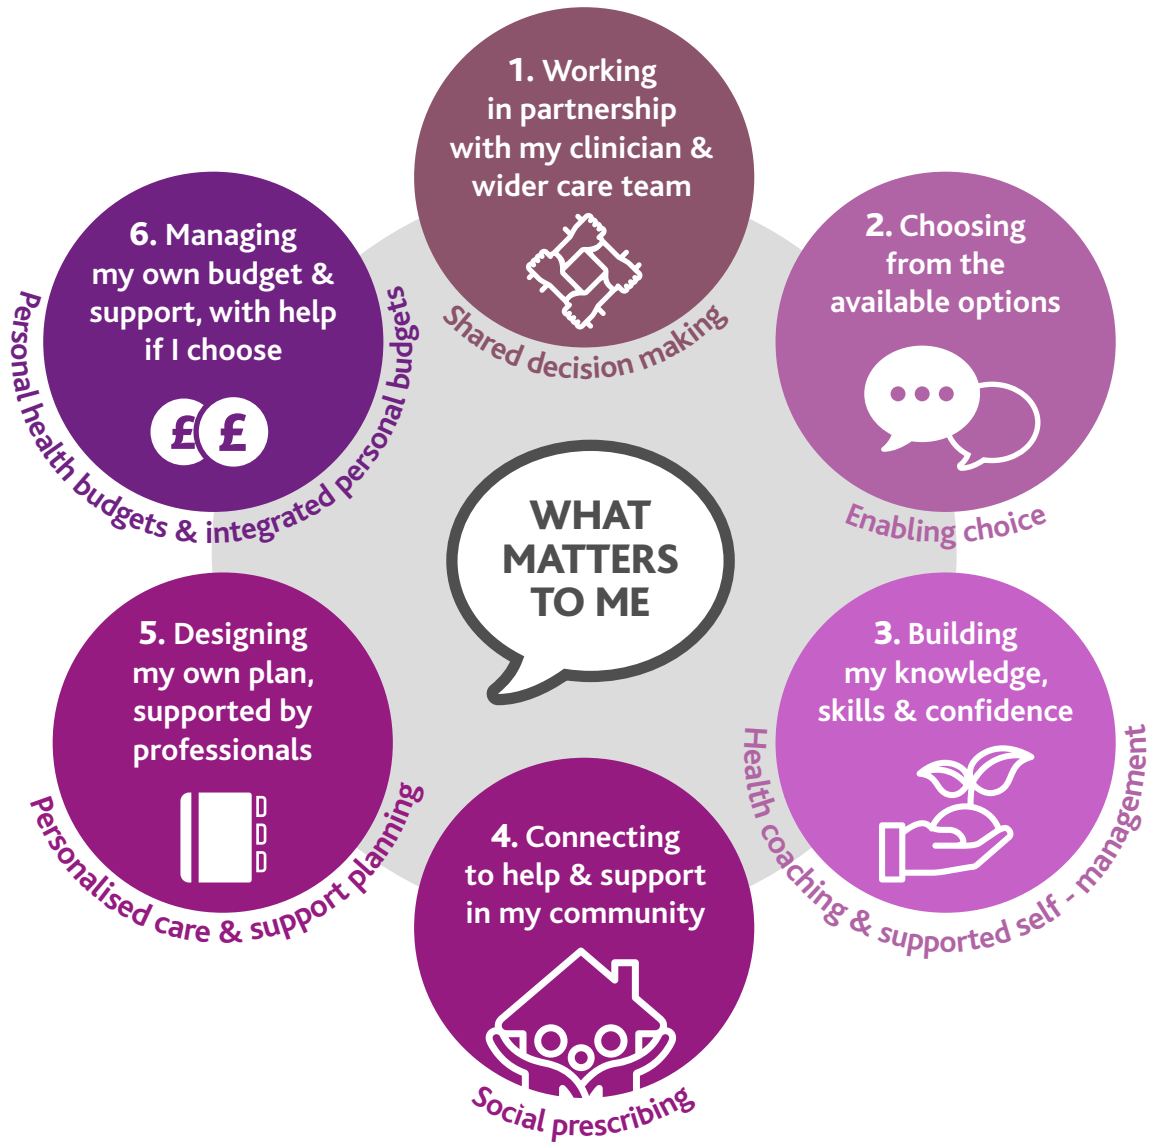 1. Working
in partnership
with my clinician &
wider care team
Shared decision making
2. Choosing
from the
available options
Enabling choice
3. Building
my knowledge,
skills & confidence
Health coaching & supported self - management
4. Connecting
to help & support
in my community
Social prescribing
5. Designing
my own plan,
supported by
professionals
Personalised care & support planning
6. Managing
my own budget &
support, with help
if I choose
£ £
Personal health budgets & integrated personal budgets
WHAT
MATTERS
TO ME